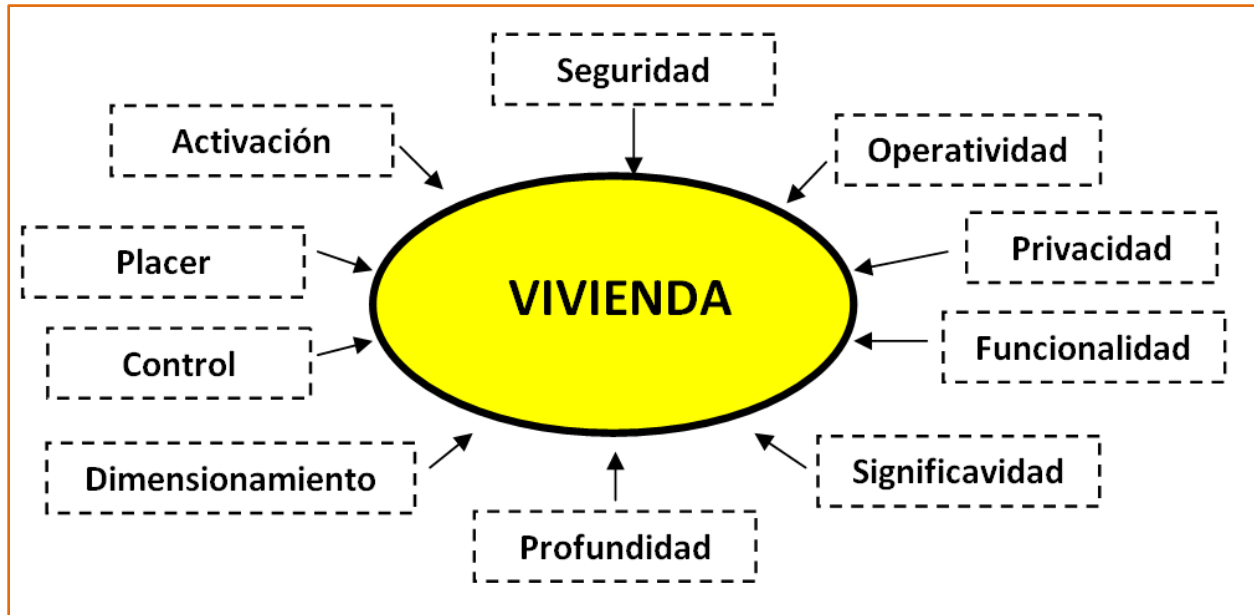 Seguridad
Activación
Operatividad
Placer
Privacidad
VIVIENDA
Control
Funcionalidad
Dimensionamiento
Significavidad
Profundidad